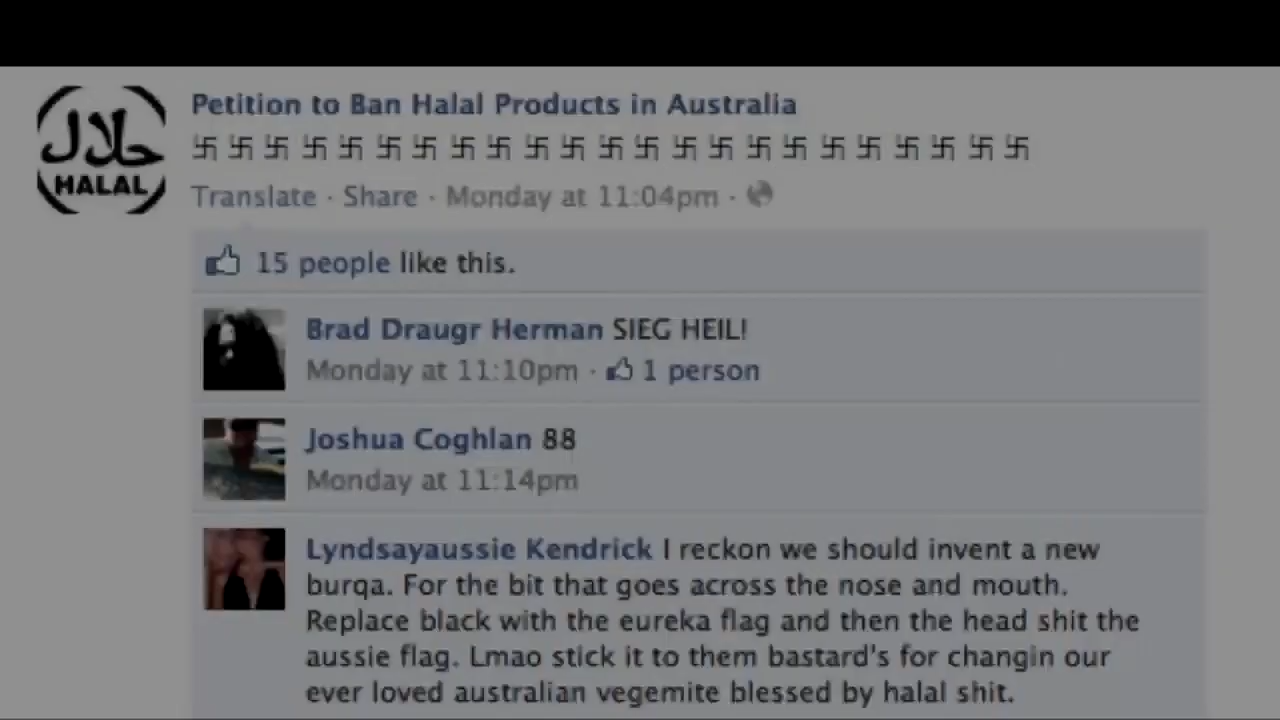 حلال
HALAL
Petition to Ban Halal Products in Australia
卐 卐 卐 卐 卐 卐 卐 卐 卐 卐 卐 卐 卐 卐 卐 卐 卐 卐 卐 卐 卐 卐 卐
Translate · Share · Monday at 11:04pm ·
15 people like this.
Brad Draugr Herman SIEG HEIL!
Monday at 11:10pm · 1 person
Joshua Coghlan 88
Monday at 11:14pm
Lyndsayaussie Kendrick I reckon we should invent a new
burqa. For the bit that goes across the nose and mouth.
Replace black with the eureka flag and then the head shit the
aussie flag. Lmao stick it to them bastard's for changin our
ever loved australian vegemite blessed by halal shit.